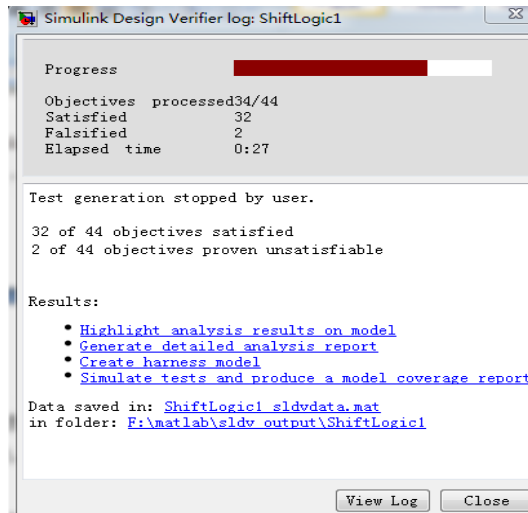 Simulink Design Verifier log: ShiftLogic1
Progress
Objectives processed34/44
Satisfied 32
Falsified 2
Elapsed time 0:27
Test generation stopped by user.
32 of 44 objectives satisfied
2 of 44 objectives proven unsatisfiable
Results:
• Highlight analysis results on model
• Generate detailed analysis report
• Create harness model
• Simulate tests and produce a model coverage report
Data saved in: ShiftLogic1_sldvdata.mat
in folder: F:\matlab\sldv_output\ShiftLogic1
View Log Close